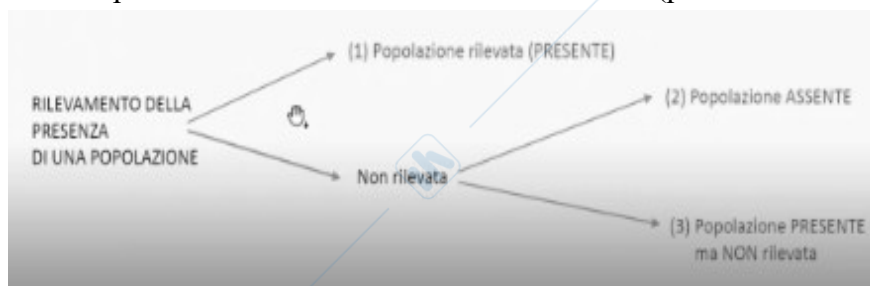 (1) Popolazione rilevata (PRESENTE)
RILEVAMENTO DELLA
PRESENZA
DI UNA POPOLAZIONE
(2) Popolazione ASSENTE
Non rilevata
(3) Popolazione PRESENTE
ma NON rilevata